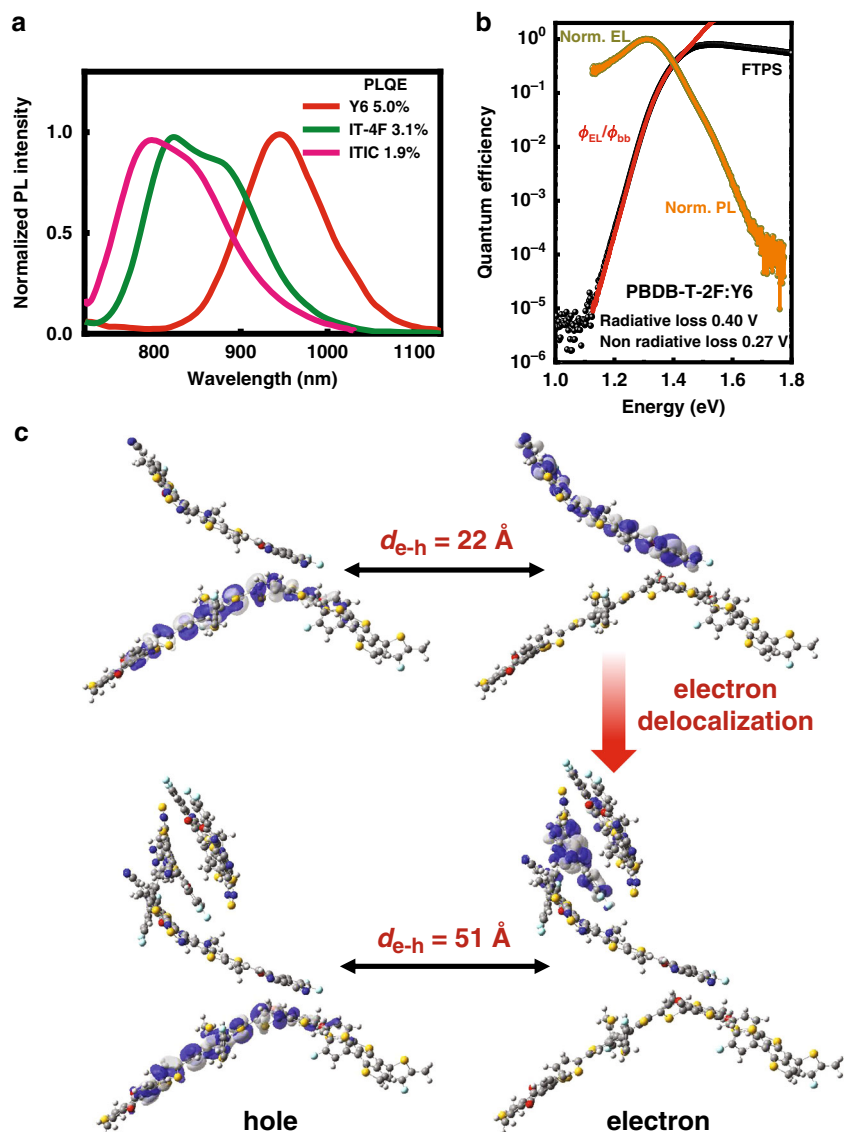 a
PLQE
Y6 5.0%
IT-4F 3.1%
ITIC 1.9%
1.0
0.5
0.0
Normalized PL intensity
800 900 1000 1100
Wavelength (nm)
b
10⁰
10⁻¹
10⁻²
10⁻³
10⁻⁴
10⁻⁵
10⁻⁶
Quantum efficiency
Norm. EL
FTPS
ϕEL/ϕbb
Norm. PL
PBDB-T-2F:Y6
Radiative loss 0.40 V
Non radiative loss 0.27 V
1.0 1.2 1.4 1.6 1.8
Energy (eV)
c
de-h = 22 Å
electron
delocalization
de-h = 51 Å
hole
electron